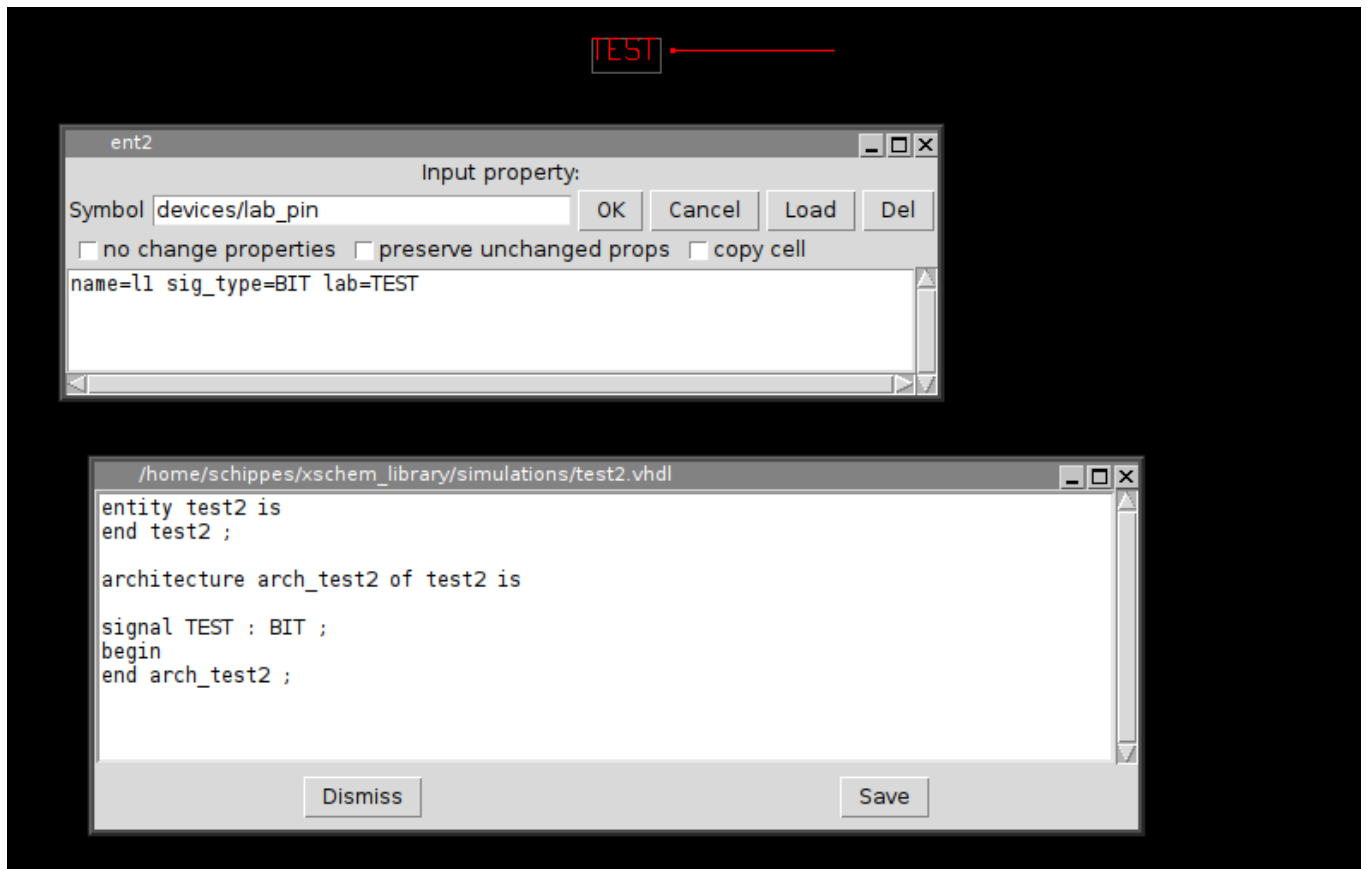 TEST
ent2
Input property:
Symbol devices/lab_pin OK Cancel Load Del
no change properties preserve unchanged props copy cell
name=l1 sig_type=BIT lab=TEST
/home/schippes/xschem_library/simulations/test2.vhdl
entity test2 is
end test2 ;
architecture arch_test2 of test2 is
signal TEST : BIT ;
begin
end arch_test2 ;
Dismiss Save